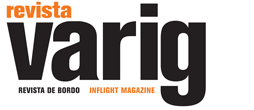 revista
varig
REVISTA DE BORDO INFLIGHT MAGAZINE